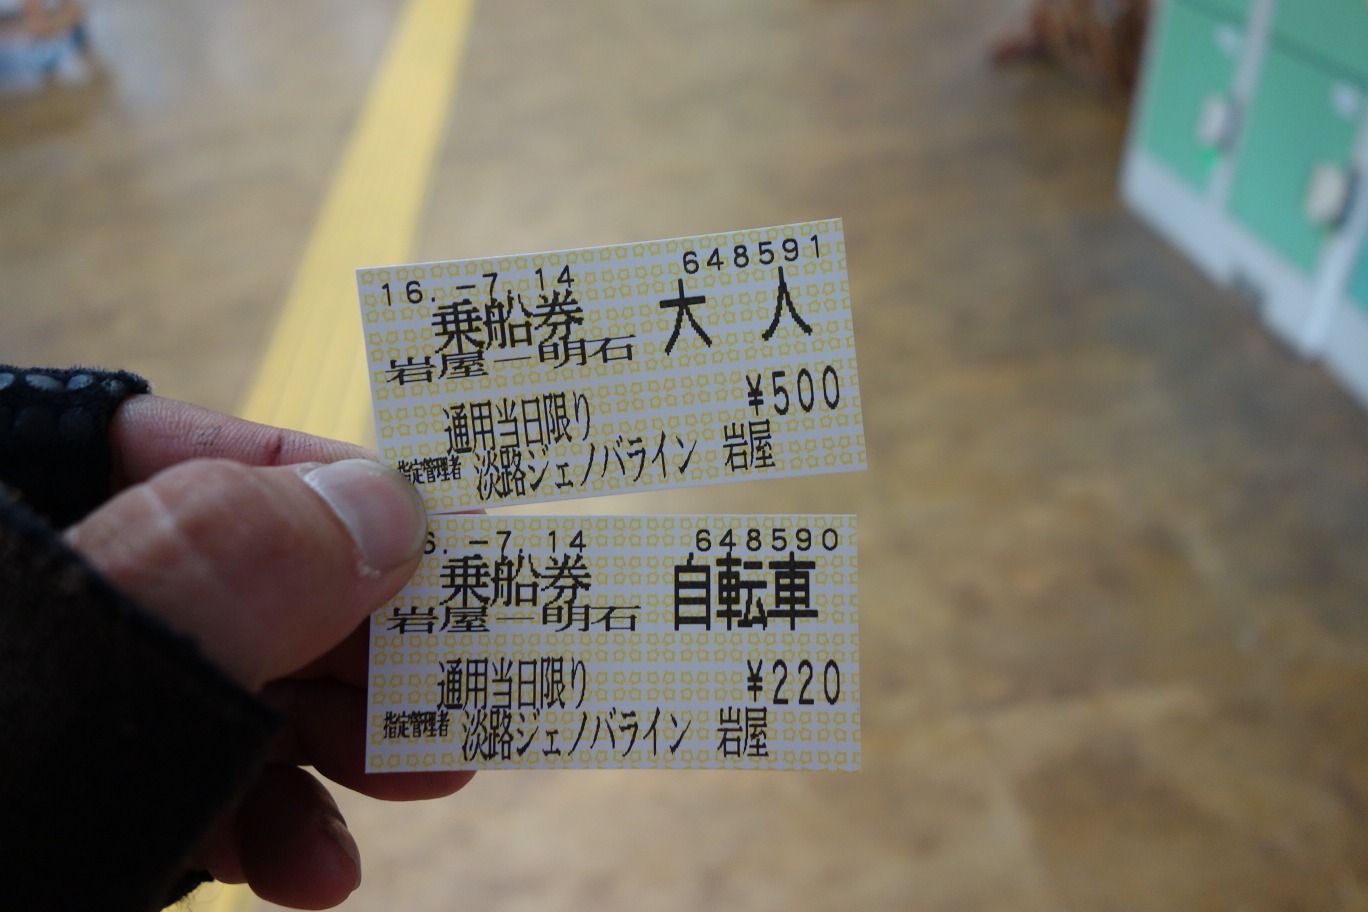 16.-7.14 648591
乗船券 大人
岩屋－明石
¥500
通用当日限り
指定管理者 淡路ジェノバライン 岩屋
6.-7.14 648590
乗船券 自転車
岩屋－明石
通用当日限り ¥220
指定管理者 淡路ジェノバライン 岩屋